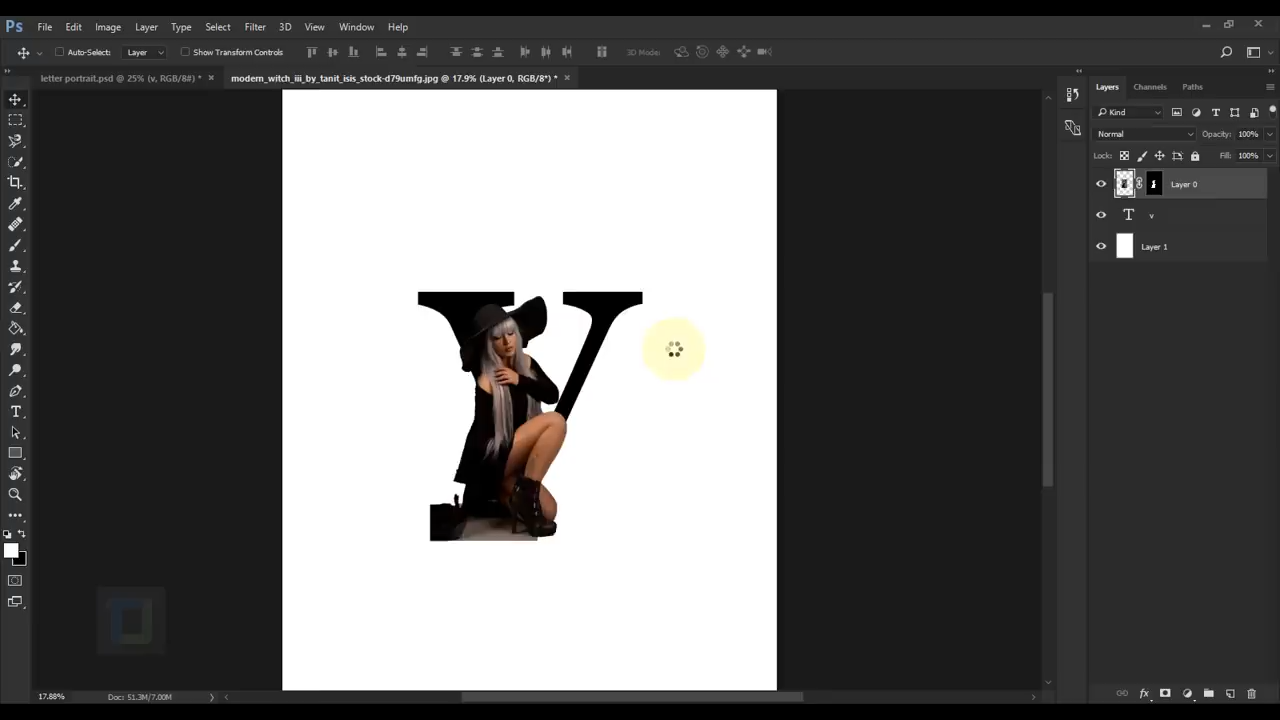 Ps File Edit Image Layer Type Select Filter 3D View Window Help
Auto-Select: Layer Show Transform Controls 3D Mode:
letter portrait.psd @ 25% (v, RGB/8#) * × modern_witch_iii_by_tanit_isis_stock-d79umfg.jpg @ 17.9% (Layer 0, RGB/8*) * ×
Layers Channels Paths
Kind
Normal Opacity: 100%
Lock: Fill: 100%
Layer 0
T v
Layer 1
v
17.88% Doc: 51.3M/7.00M
fx